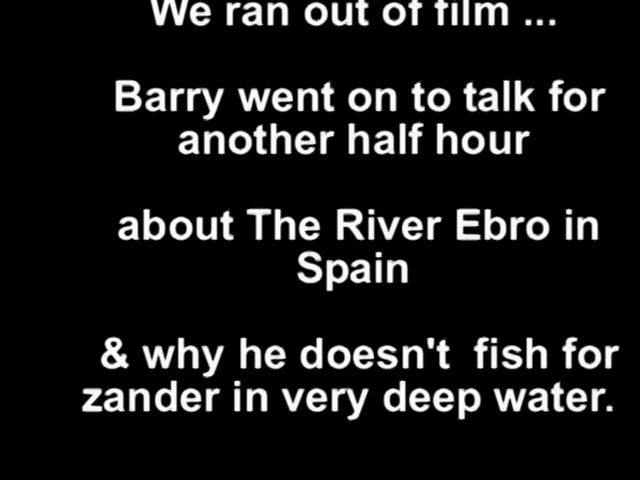 We ran out of film ...
Barry went on to talk for
another half hour
about The River Ebro in
Spain
& why he doesn't  fish for
zander in very deep water.